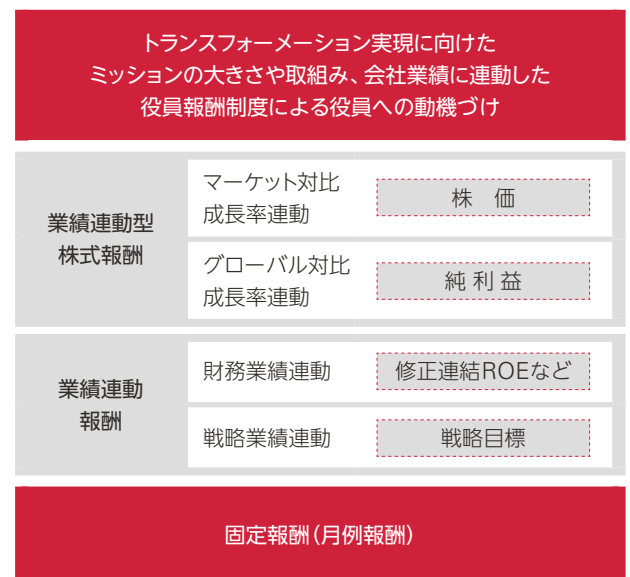 トランスフォーメーション実現に向けた
ミッションの大きさや取組み、会社業績に連動した
役員報酬制度による役員への動機づけ
業績連動型
株式報酬
マーケット対比
成長率連動
株 価
グローバル対比
成長率連動
純利益
業績連動
報酬
財務業績連動
修正連結ROEなど
戦略業績連動
戦略目標
固定報酬(月例報酬)